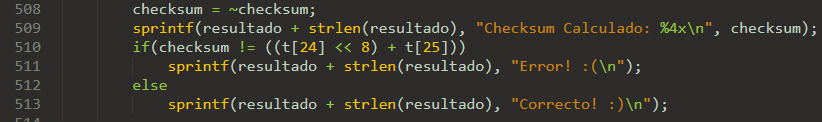 508 checksum = ~checksum;
509 sprintf(resultado + strlen(resultado), "Checksum Calculado: %4x\n", checksum);
510 if(checksum != ((t[24] << 8) + t[25]))
511 sprintf(resultado + strlen(resultado), "Error! :(\n");
512 else
513 sprintf(resultado + strlen(resultado), "Correcto! :)\n");